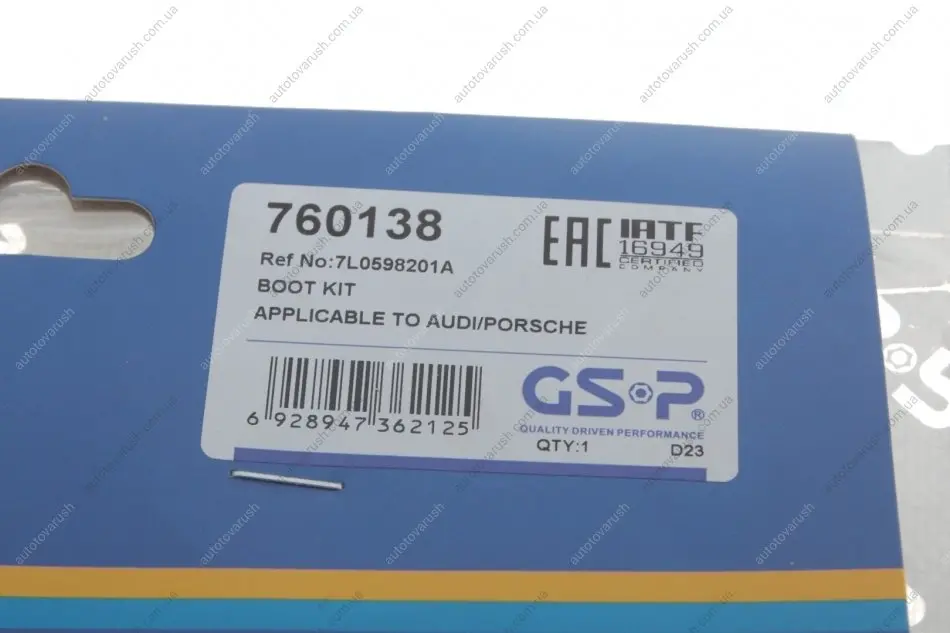 760138
EAC
IATF
16949
CERTIFIED
COMPANY
Ref No:7L0598201A
BOOT KIT
APPLICABLE TO AUDI/PORSCHE
6 928947 362125
GSP®
QUALITY DRIVEN PERFORMANCE
QTY:1 D23
autotovarush.com.ua